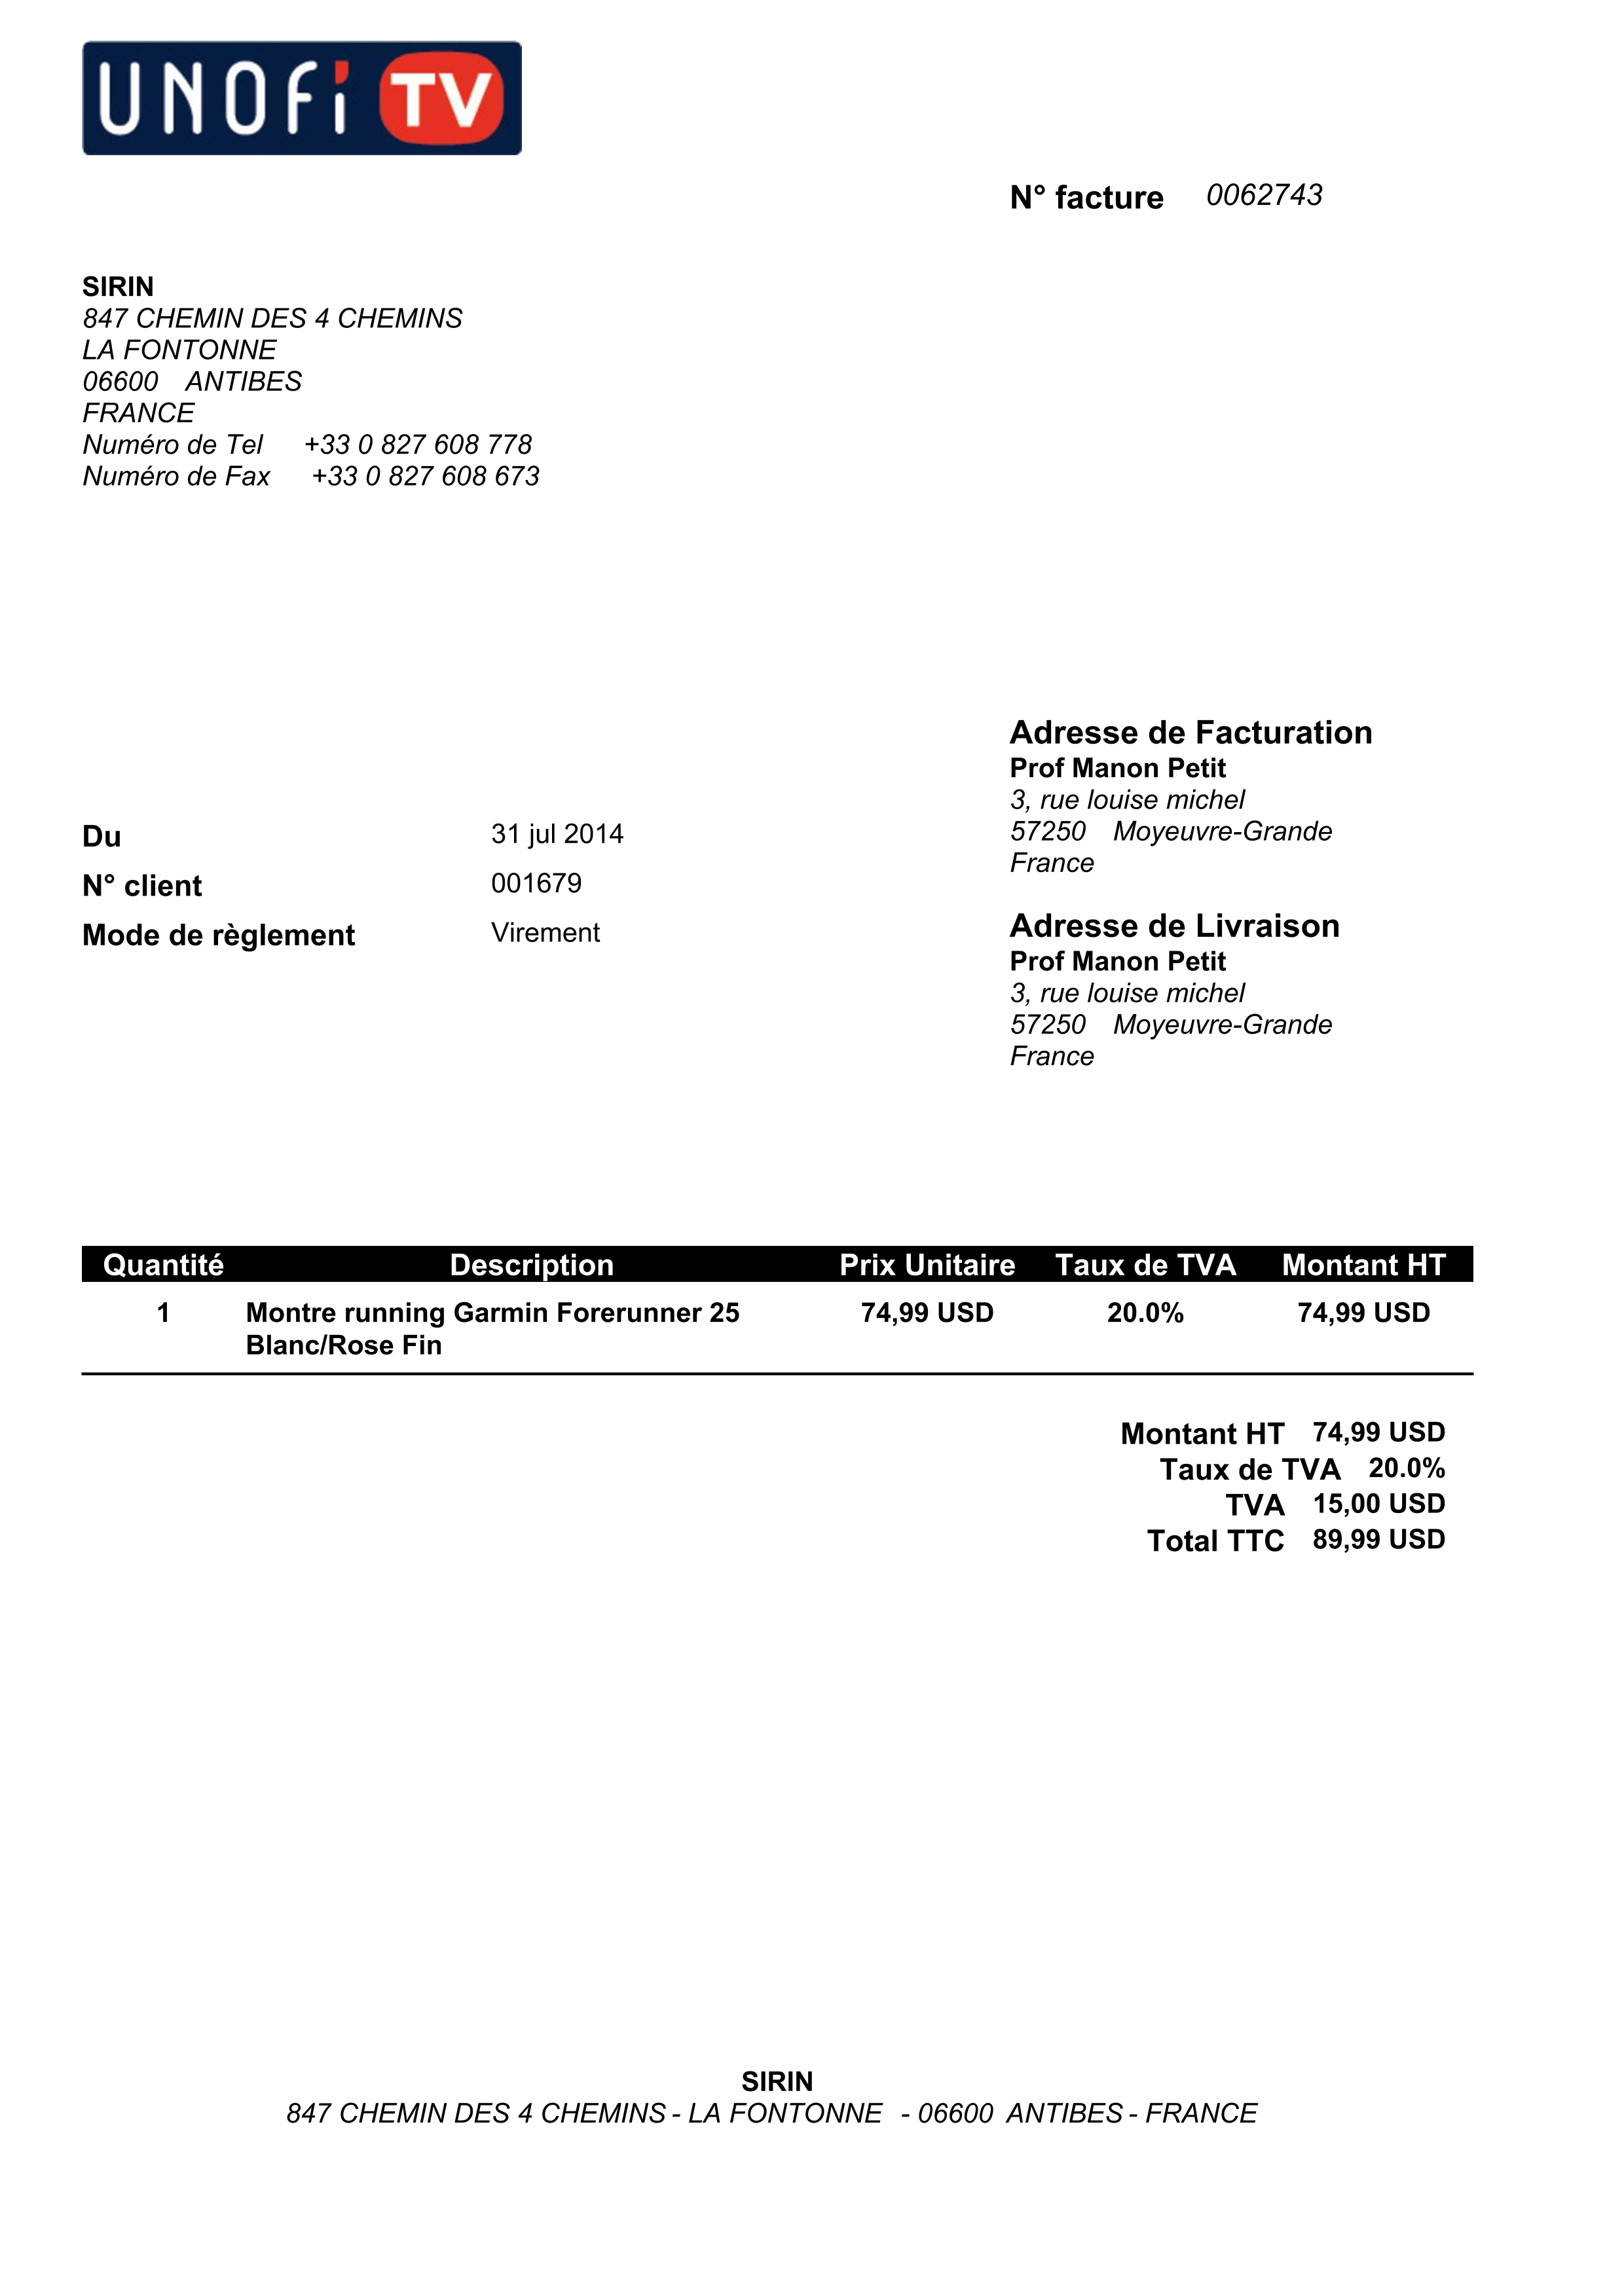 UNOFi TV
N° facture 0062743
SIRIN
847 CHEMIN DES 4 CHEMINS
LA FONTONNE
06600 ANTIBES
FRANCE
Numéro de Tel +33 0 827 608 778
Numéro de Fax +33 0 827 608 673
Adresse de Facturation
Prof Manon Petit
3, rue louise michel
57250 Moyeuvre-Grande
France
Du 31 jul 2014
N° client 001679
Mode de règlement Virement
Adresse de Livraison
Prof Manon Petit
3, rue louise michel
57250 Moyeuvre-Grande
France
Quantité Description Prix Unitaire Taux de TVA Montant HT
1 Montre running Garmin Forerunner 25 74,99 USD 20.0% 74,99 USD
Blanc/Rose Fin
Montant HT 74,99 USD
Taux de TVA 20.0%
TVA 15,00 USD
Total TTC 89,99 USD
SIRIN
847 CHEMIN DES 4 CHEMINS - LA FONTONNE - 06600 ANTIBES - FRANCE